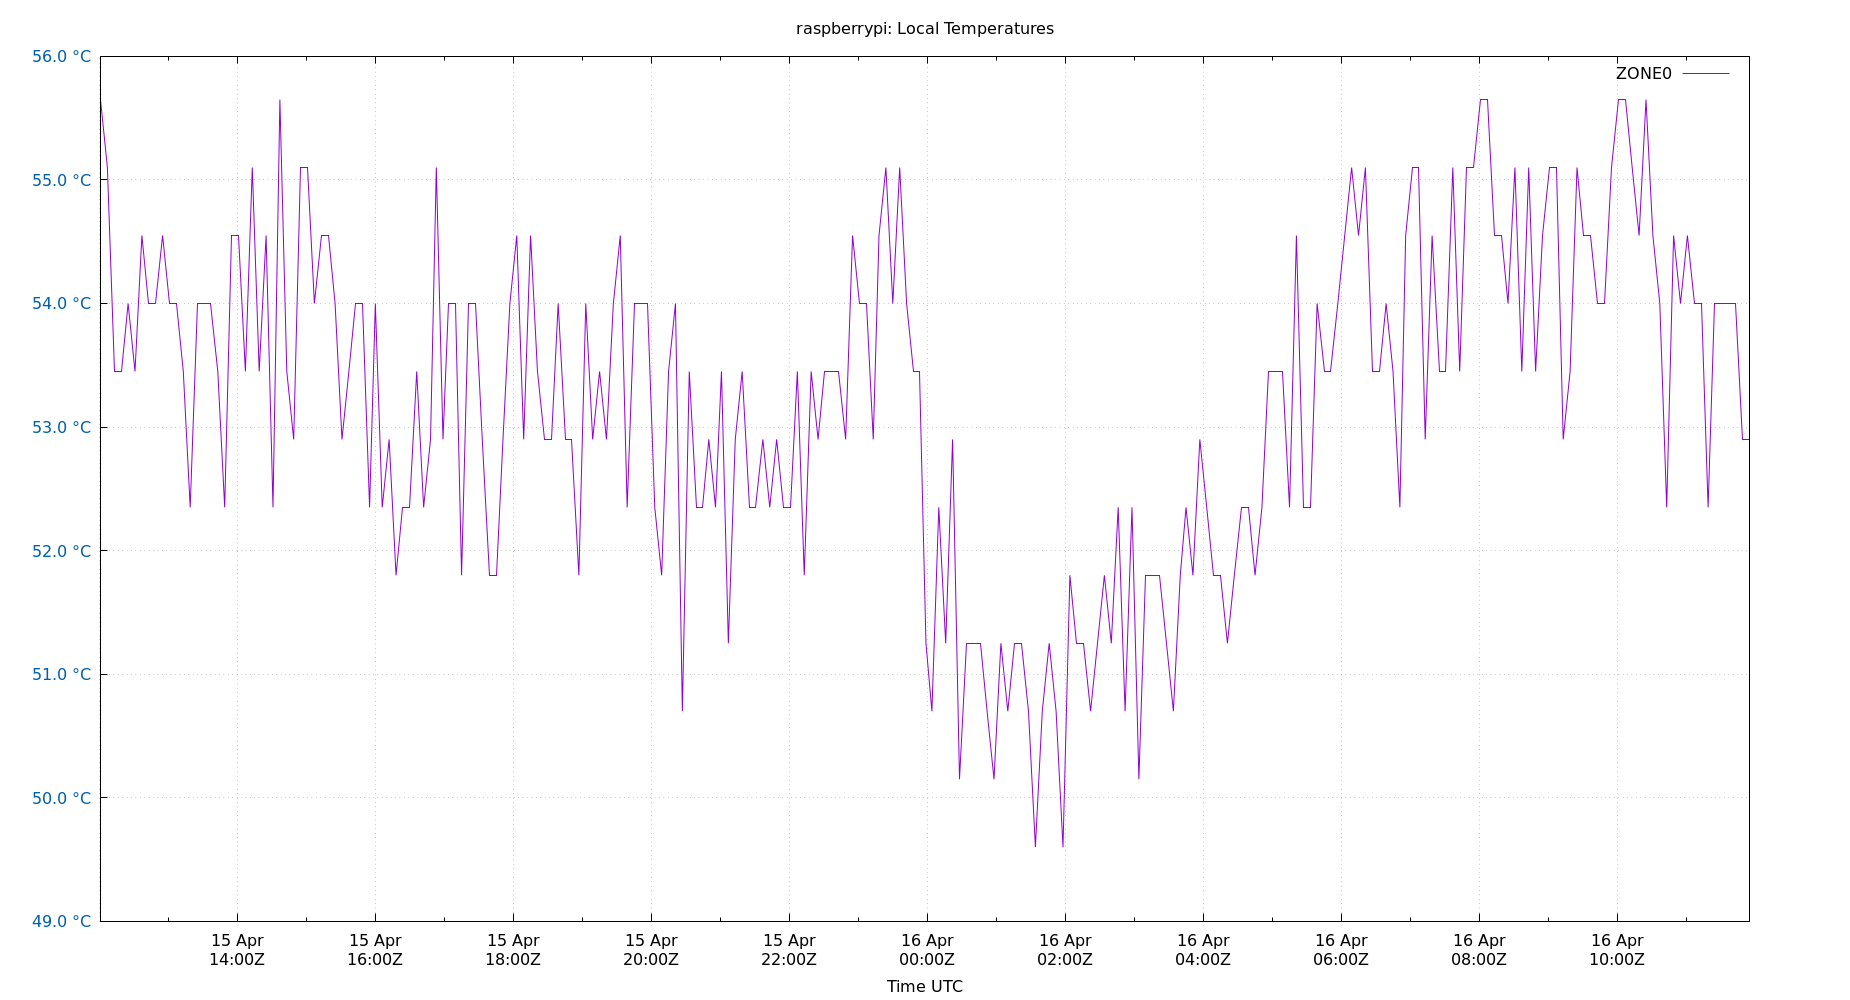 raspberrypi: Local Temperatures
56.0 °C
ZONE0
55.0 °C
54.0 °C
53.0 °C
52.0 °C
51.0 °C
50.0 °C
49.0 °C
15 Apr 15 Apr 15 Apr 15 Apr 15 Apr 16 Apr 16 Apr 16 Apr 16 Apr 16 Apr 16 Apr
14:00Z 16:00Z 18:00Z 20:00Z 22:00Z 00:00Z 02:00Z 04:00Z 06:00Z 08:00Z 10:00Z
Time UTC